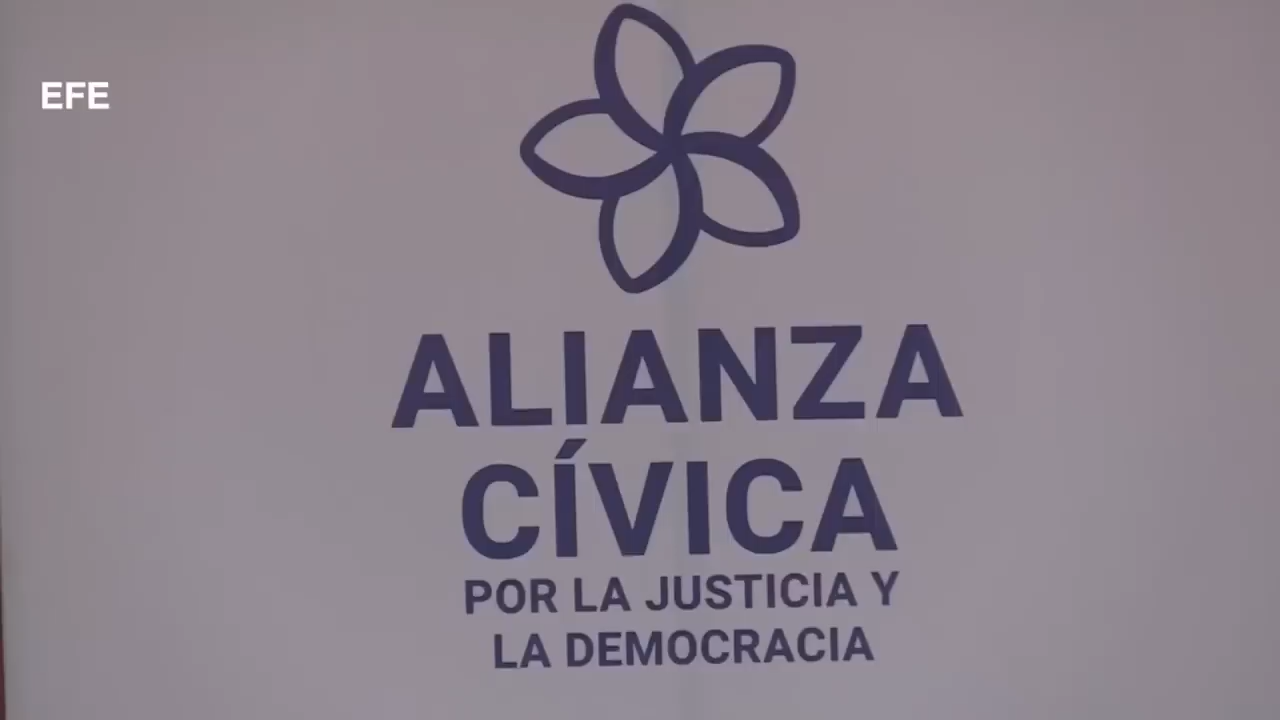 EFE
ALIANZA
CÍVICA
POR LA JUSTICIA Y
LA DEMOCRACIA